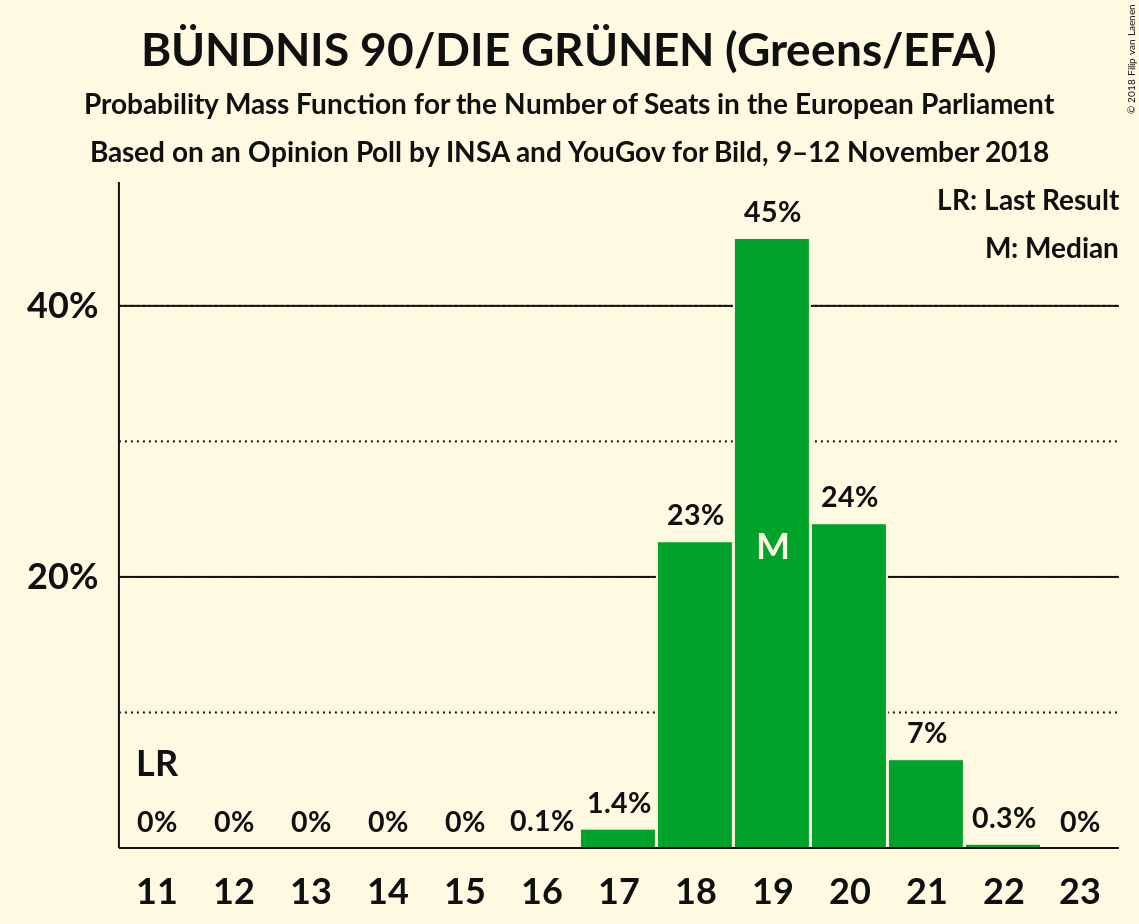 BÜNDNIS 90/DIE GRÜNEN (Greens/EFA)
Probability Mass Function for the Number of Seats in the European Parliament
Based on an Opinion Poll by INSA and YouGov for Bild, 9–12 November 2018
© 2018 Filip van Laenen
LR: Last Result
M: Median
45%
40%
24%
23%
M
20%
7%
LR
1.4%
0% 0% 0% 0% 0% 0.1% 0.3% 0%
11 12 13 14 15 16 17 18 19 20 21 22 23